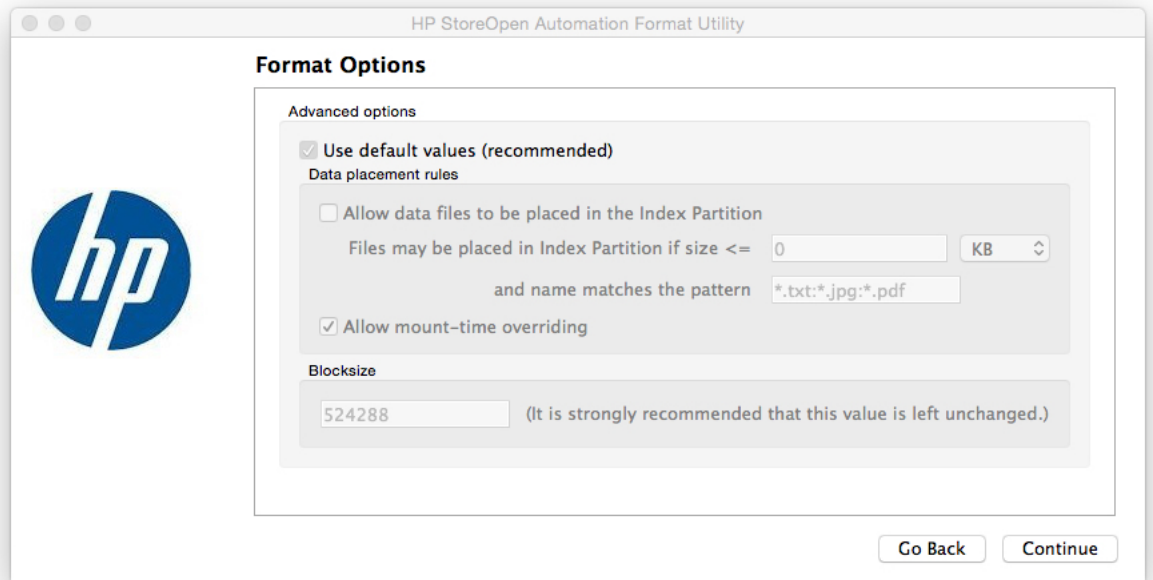 HP StoreOpen Automation Format Utility
Format Options
Advanced options
Use default values (recommended)
Data placement rules
Allow data files to be placed in the Index Partition
Files may be placed in Index Partition if size <= 0 KB
and name matches the pattern *.txt:*.jpg:*.pdf
Allow mount-time overriding
Blocksize
524288 (It is strongly recommended that this value is left unchanged.)
hp
Go Back Continue